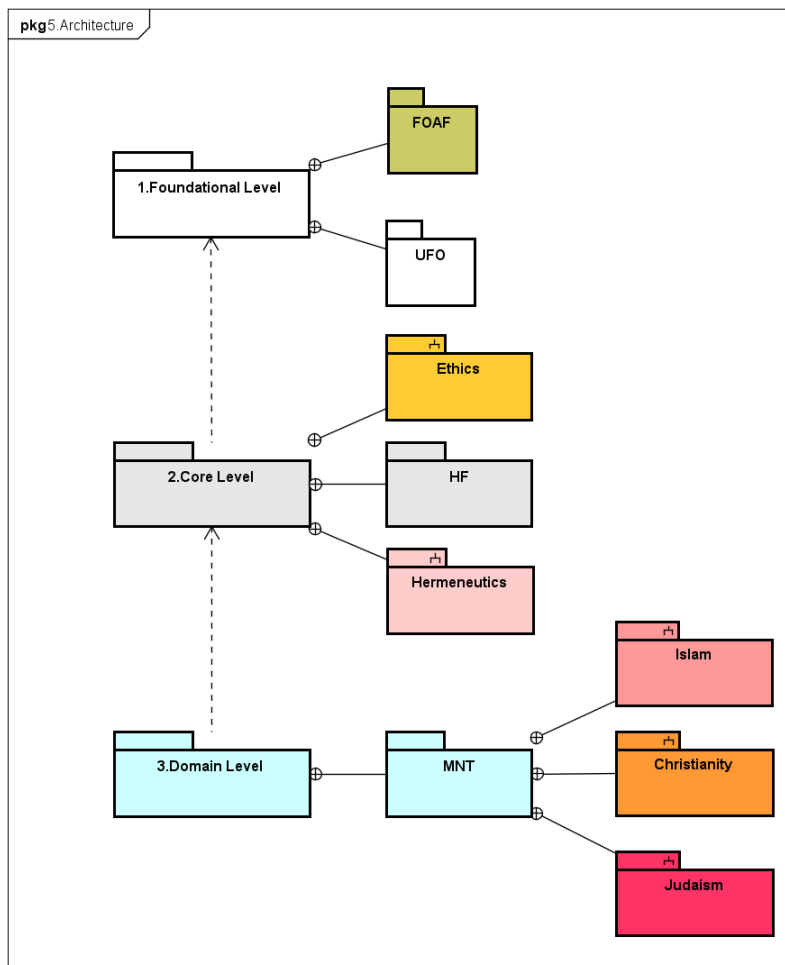 pkg5.Architecture
FOAF
1.Foundational Level
UFO
Ethics
2.Core Level
HF
Hermeneutics
Islam
3.Domain Level
MNT
Christianity
Judaism